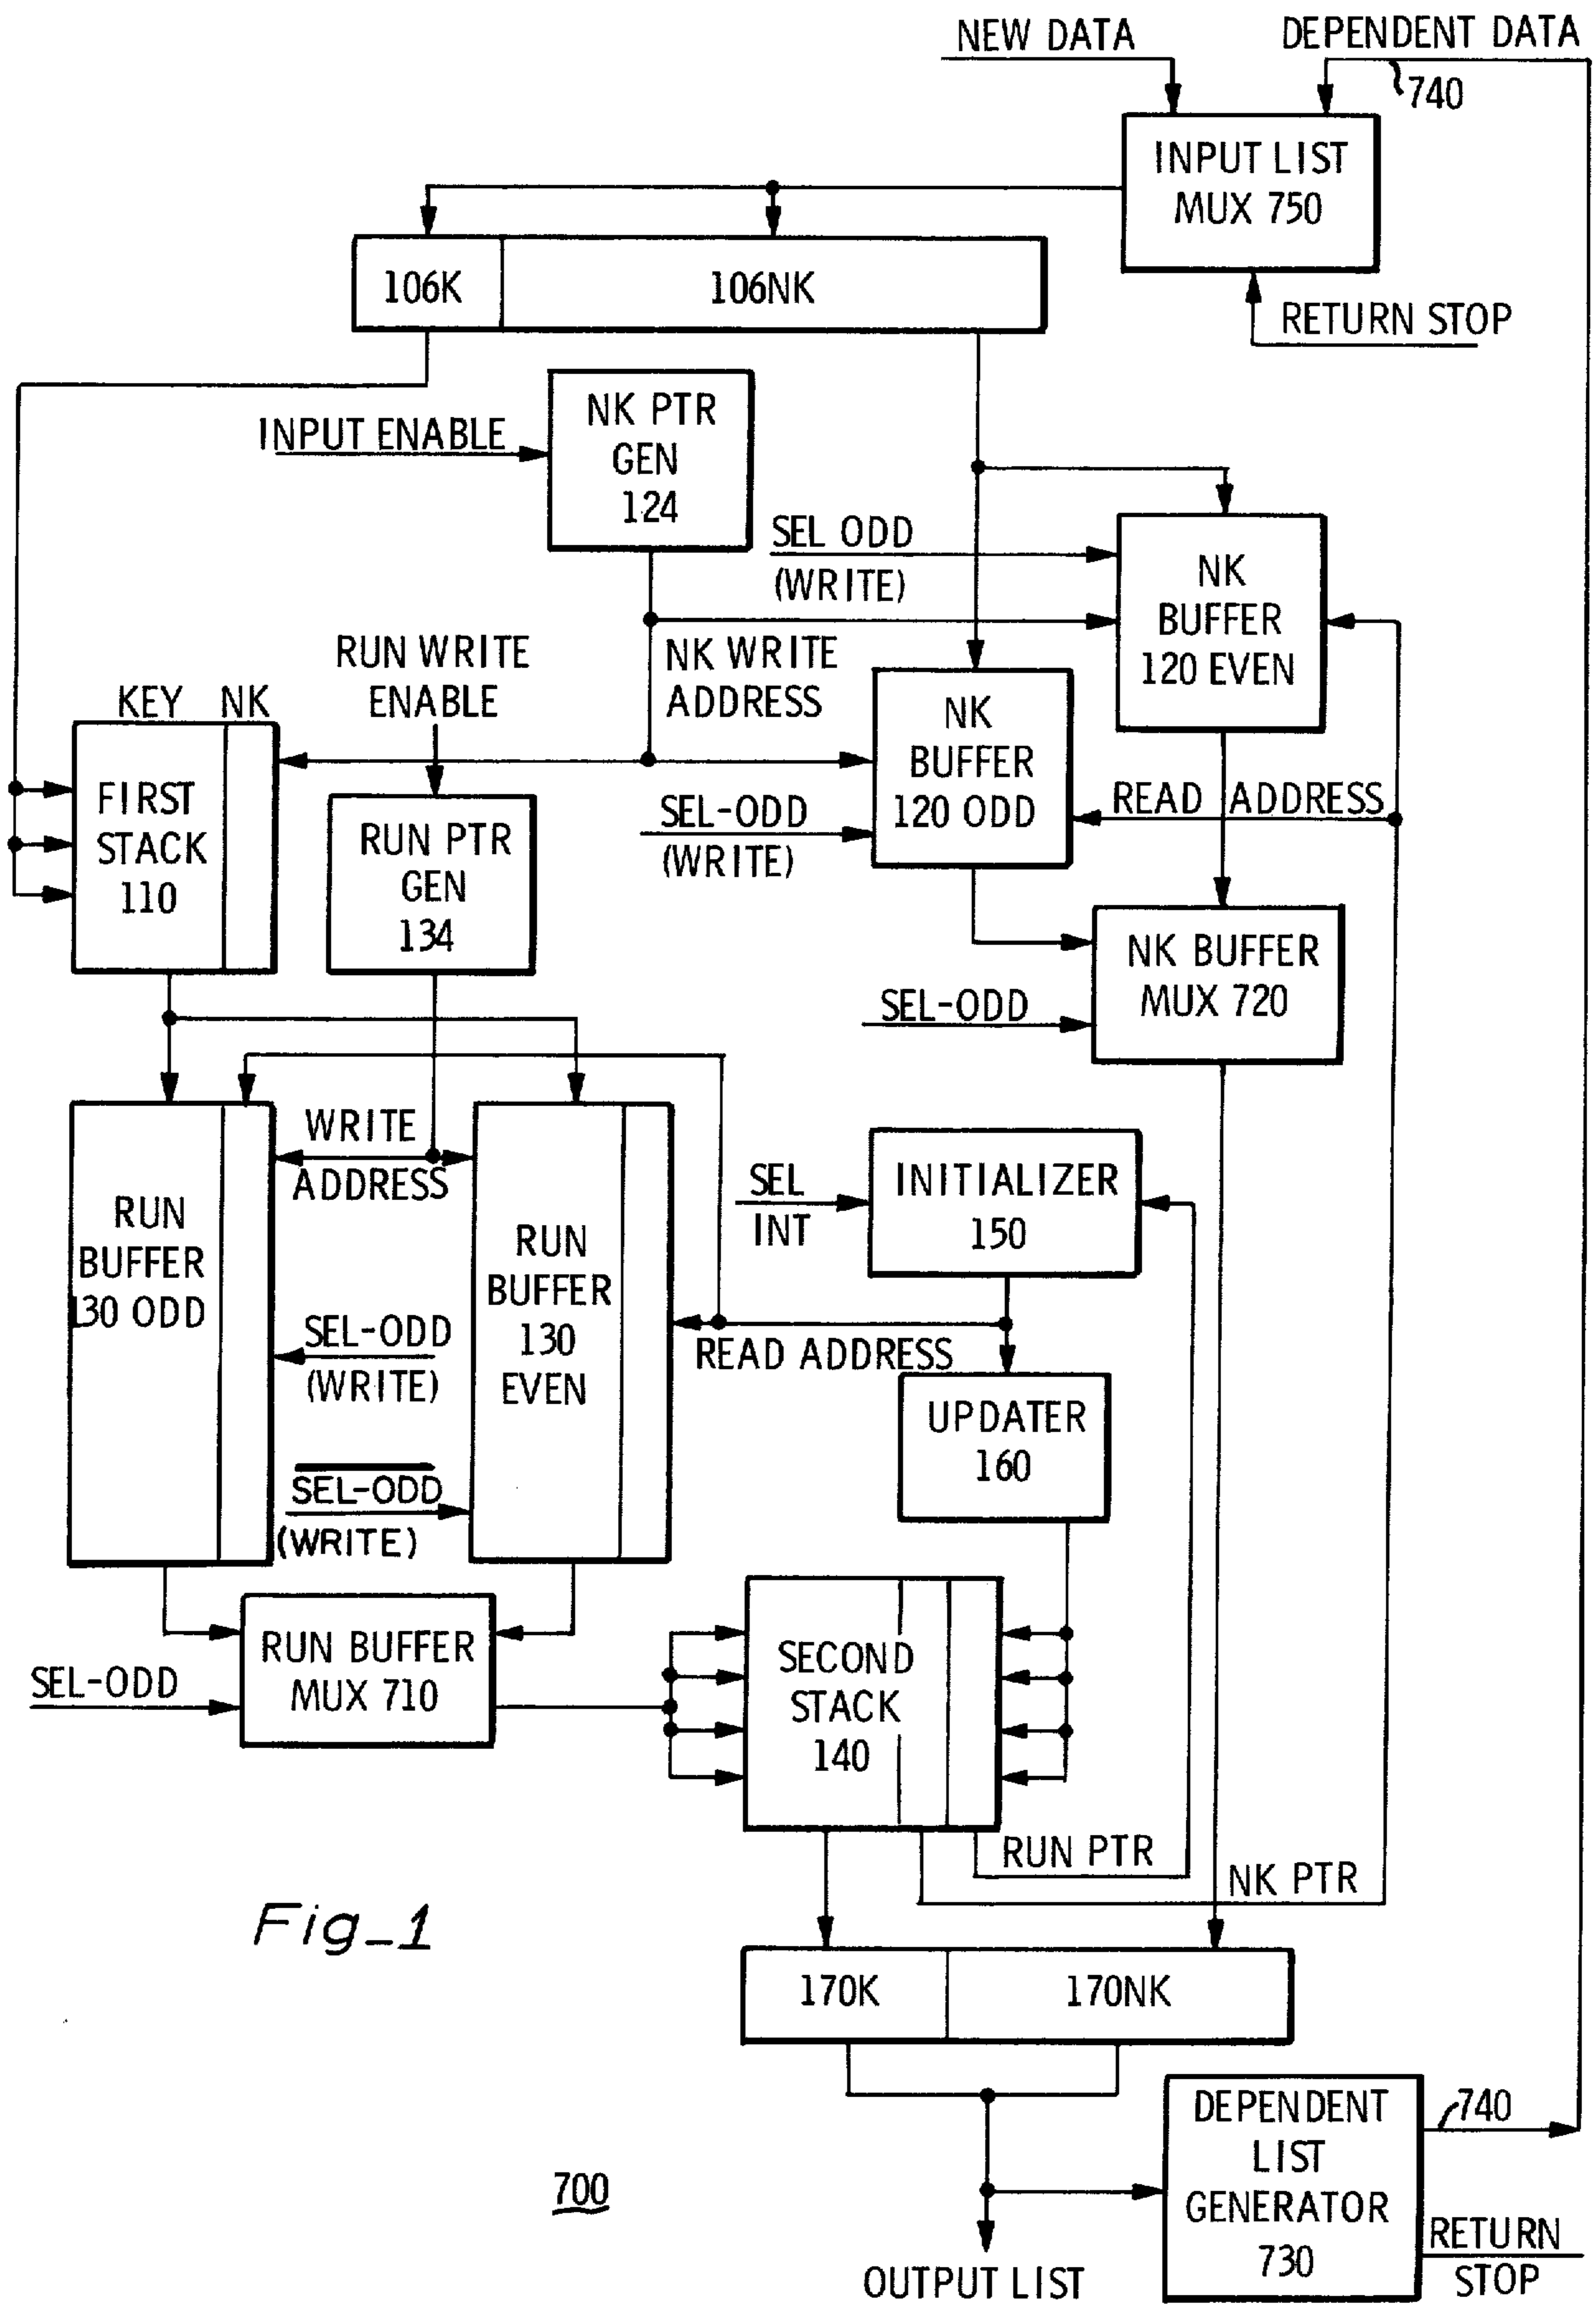 NEW DATA
DEPENDENT DATA
740
INPUT LIST
MUX 750
106K
106NK
RETURN STOP
NK PTR
GEN
124
INPUT ENABLE
SEL ODD
(WRITE)
NK
BUFFER
120 EVEN
RUN WRITE
ENABLE
NK WRITE
ADDRESS
KEY NK
NK
BUFFER
120 ODD
FIRST
STACK
110
READ ADDRESS
SEL-ODD
(WRITE)
RUN PTR
GEN
134
NK BUFFER
MUX 720
SEL-ODD
WRITE
ADDRESS
RUN
BUFFER
130 ODD
RUN
BUFFER
130
EVEN
SEL
INT
INITIALIZER
150
SEL-ODD
(WRITE)
READ ADDRESS
UPDATER
160
SEL-ODD
(WRITE)
RUN BUFFER
MUX 710
SEL-ODD
SECOND
STACK
140
RUN PTR
NK PTR
Fig_1
170K
170NK
DEPENDENT
LIST
GENERATOR
730
740
700
RETURN
STOP
OUTPUT LIST